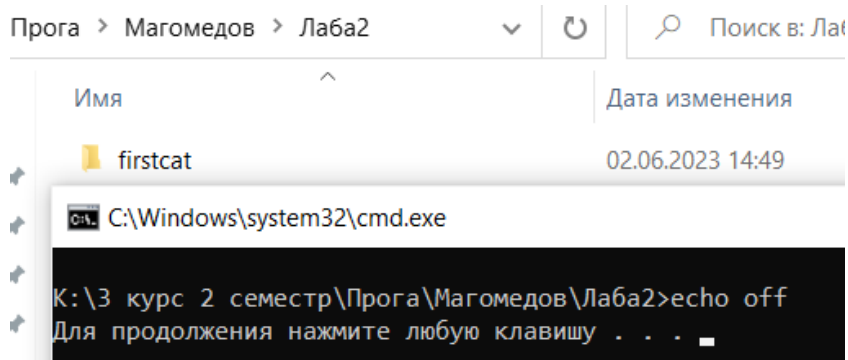 Прога > Магомедов > Лаба2
Поиск в: Ла
Имя
Дата изменения
firstcat
02.06.2023 14:49
C:\Windows\system32\cmd.exe
K:\3 курс 2 семестр\Прога\Магомедов\Лаба2>echo off
Для продолжения нажмите любую клавишу . . .